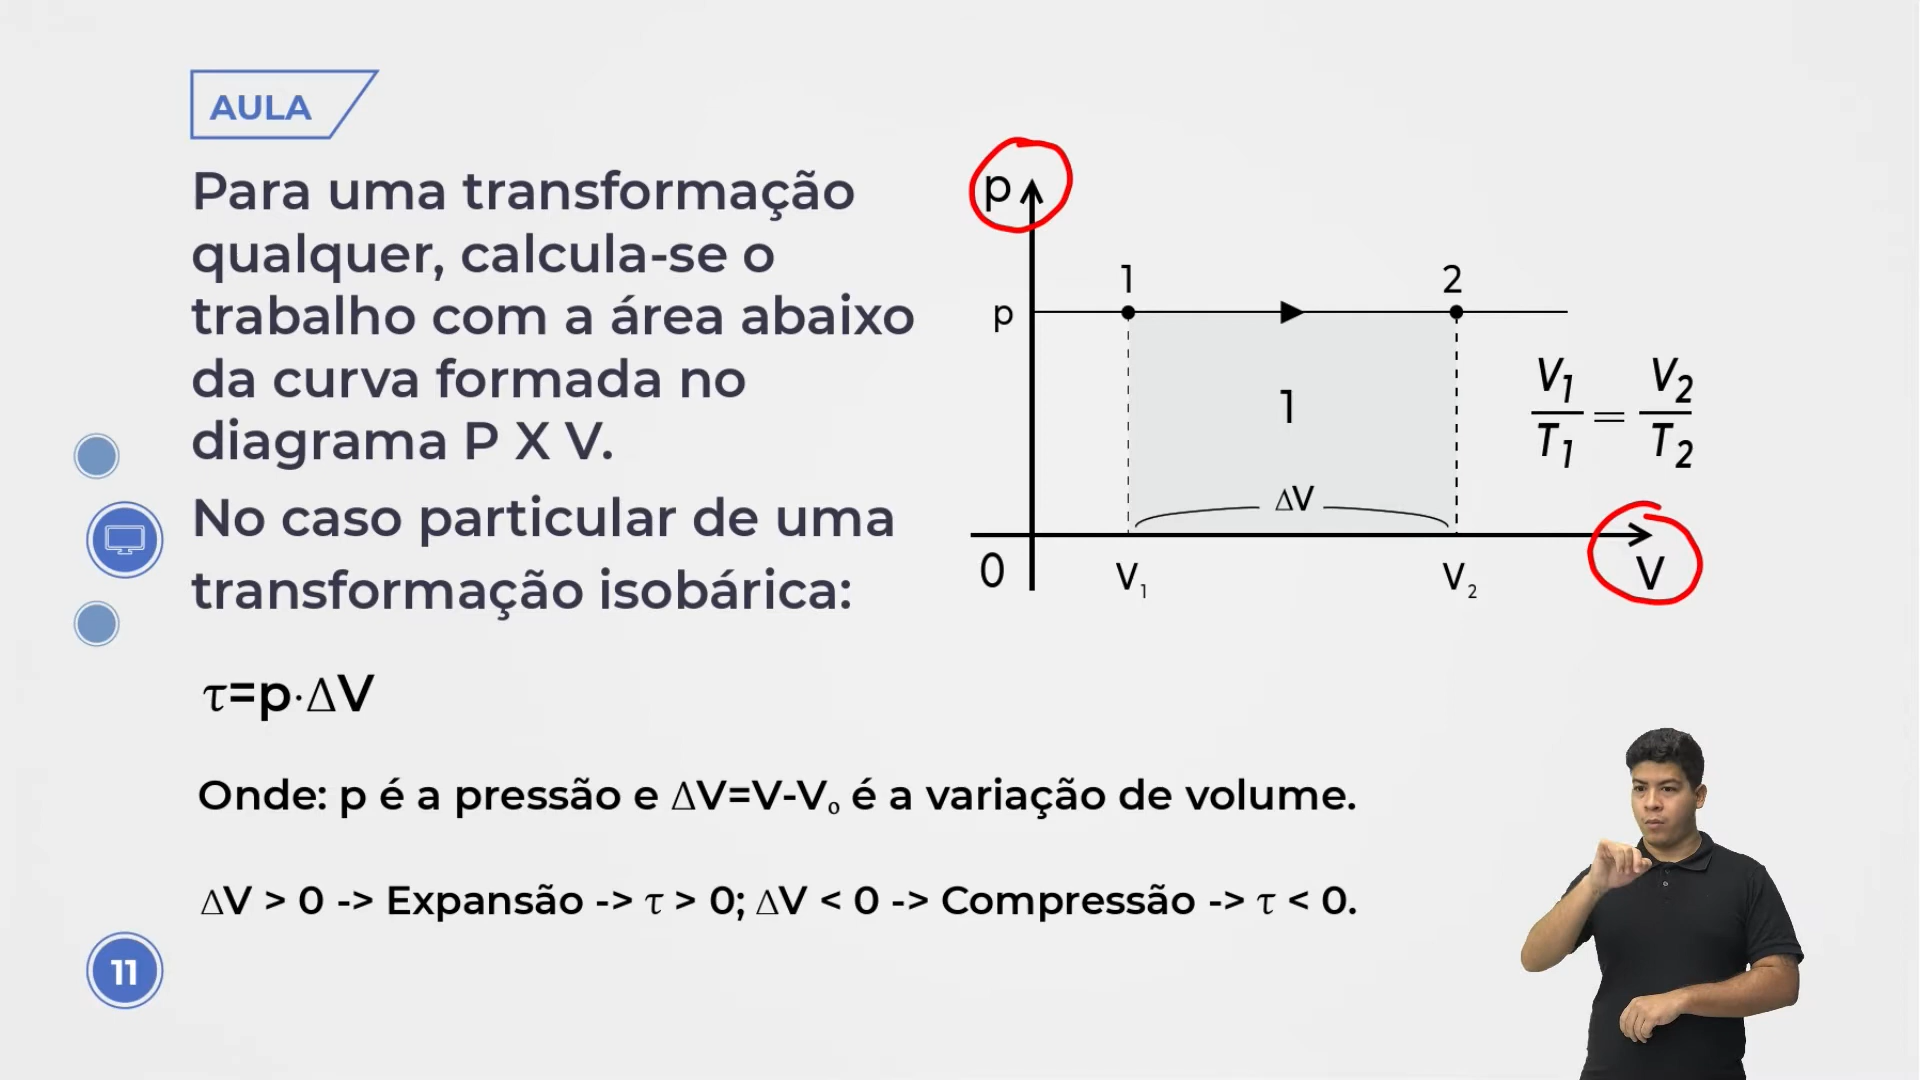 AULA
Para uma transformação
qualquer, calcula-se o
trabalho com a área abaixo
da curva formada no
diagrama P X V.
No caso particular de uma
transformação isobárica:
τ=p·ΔV
Onde: p é a pressão e ΔV=V-V₀ é a variação de volume.
ΔV > 0 -> Expansão -> τ > 0; ΔV < 0 -> Compressão -> τ < 0.
11
p
1 2
p
1
ΔV
0 V₁ V₂ V
V₁/T₁ = V₂/T₂